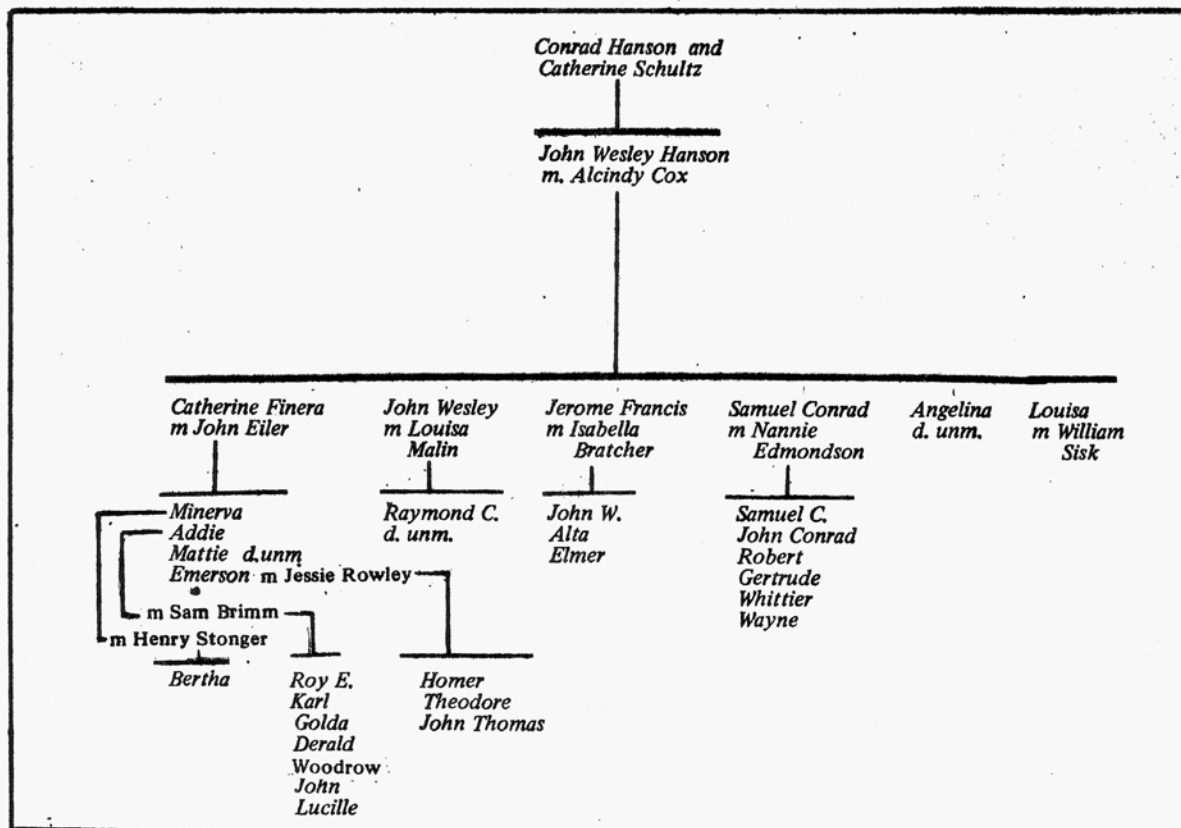 Conrad Hanson and
Catherine Schultz
John Wesley Hanson
m. Alcindy Cox
Catherine Finera
m John Eiler
John Wesley
m Louisa
Malin
Jerome Francis
m Isabella
Bratcher
Samuel Conrad
m Nannie
Edmondson
Angelina
d. unm.
Louisa
m William
Sisk
Minerva
Addie
Mattie d.unm
Emerson m Jessie Rowley
m Sam Brimm
m Henry Stonger
Raymond C.
d. unm.
John W.
Alta
Elmer
Samuel C.
John Conrad
Robert
Gertrude
Whittier
Wayne
Bertha
Roy E.
Karl
Golda
Derald
Woodrow
John
Lucille
Homer
Theodore
John Thomas